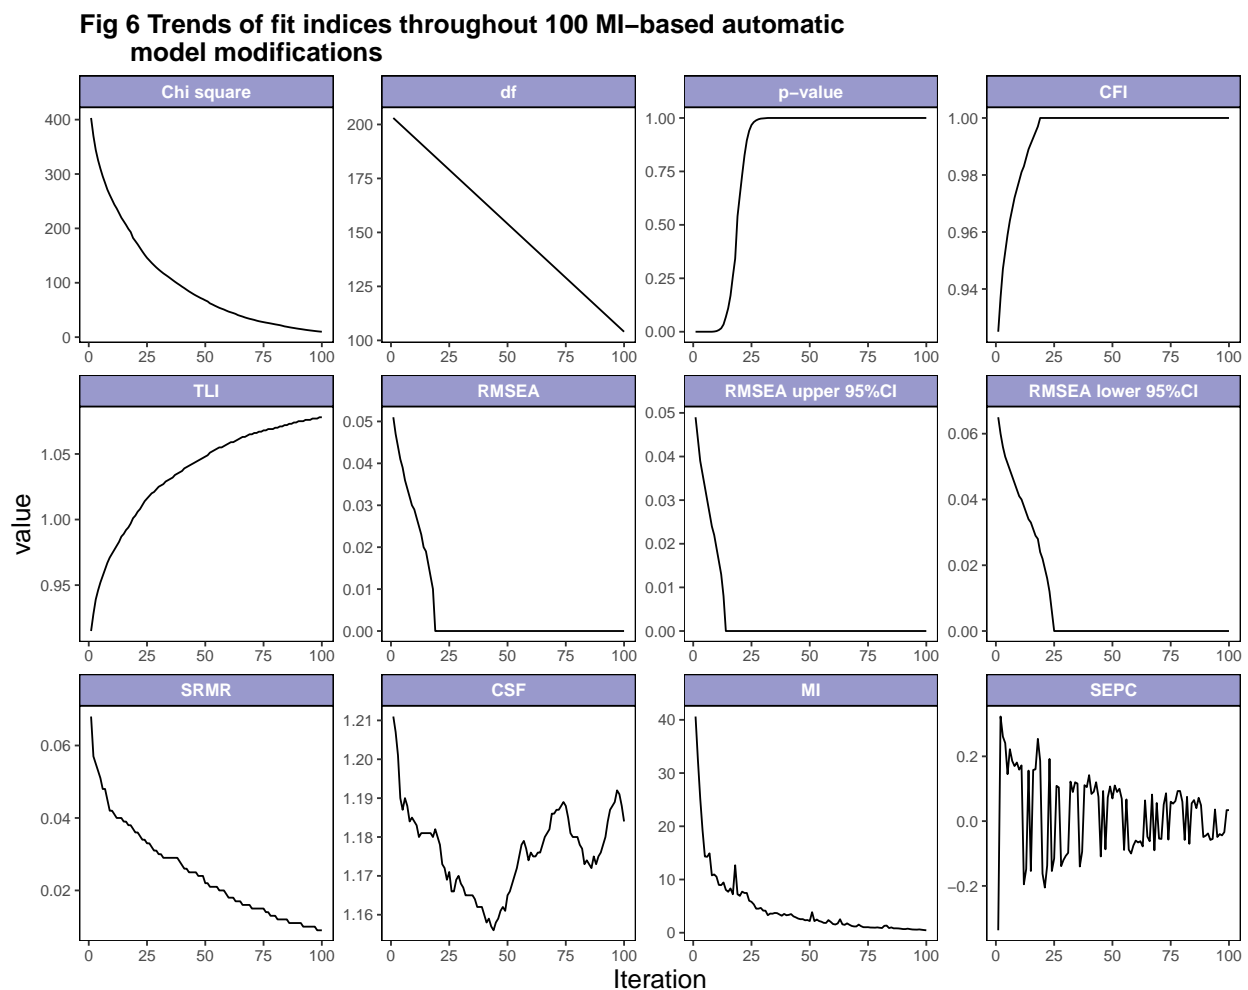 Fig 6 Trends of fit indices throughout 100 MI−based automatic
model modifications
Chi square
df
p−value
CFI
400
300
200
100
0
200
175
150
125
100
1.00
0.75
0.50
0.25
0.00
1.00
0.98
0.96
0.94
0 25 50 75 100
0 25 50 75 100
0 25 50 75 100
0 25 50 75 100
TLI
RMSEA
RMSEA upper 95%CI
RMSEA lower 95%CI
value
1.05
1.00
0.95
0.05
0.04
0.03
0.02
0.01
0.00
0.05
0.04
0.03
0.02
0.01
0.00
0.06
0.04
0.02
0.00
0 25 50 75 100
0 25 50 75 100
0 25 50 75 100
0 25 50 75 100
SRMR
CSF
MI
SEPC
0.06
0.04
0.02
1.21
1.20
1.19
1.18
1.17
1.16
40
30
20
10
0
0.2
0.0
−0.2
0 25 50 75 100
0 25 50 75 100
0 25 50 75 100
0 25 50 75 100
Iteration